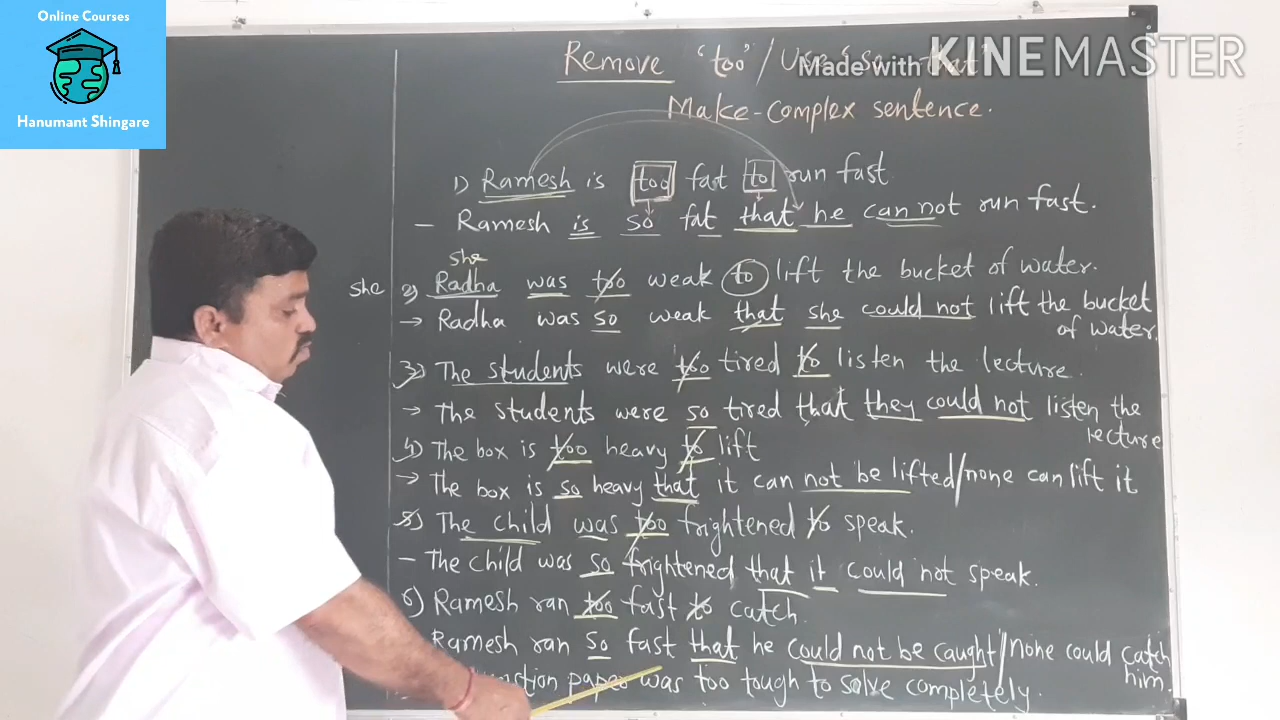 Online Courses
Hanumant Shingare
Remove 'too' / Use 'so - that'
Made with KINEMASTER
Make-Complex sentence.
1) Ramesh is too fast to run fast
- Ramesh is so fat that he can not run fast.
she
she 2) Radha was too weak to lift the bucket of water.
→ Radha was so weak that she could not lift the bucket
of water.
3) The students were too tired to listen the lecture.
→ The students were so tired that they could not listen the
lecture
4) The box is too heavy to lift
→ The box is so heavy that it can not be lifted/none can lift it
5) The child was too frightened to speak.
- The child was so frightened that it could not speak.
6) Ramesh ran too fast to catch.
Ramesh ran so fast that he could not be caught/none could catch
him.
paper was too tough to solve completely.